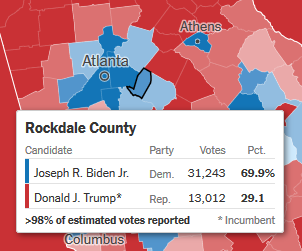 Athens
Atlanta
Rockdale County
Candidate Party Votes Pct.
Joseph R. Biden Jr. Dem. 31,243 69.9%
Donald J. Trump* Rep. 13,012 29.1
>98% of estimated votes reported * Incumbent
Columbus